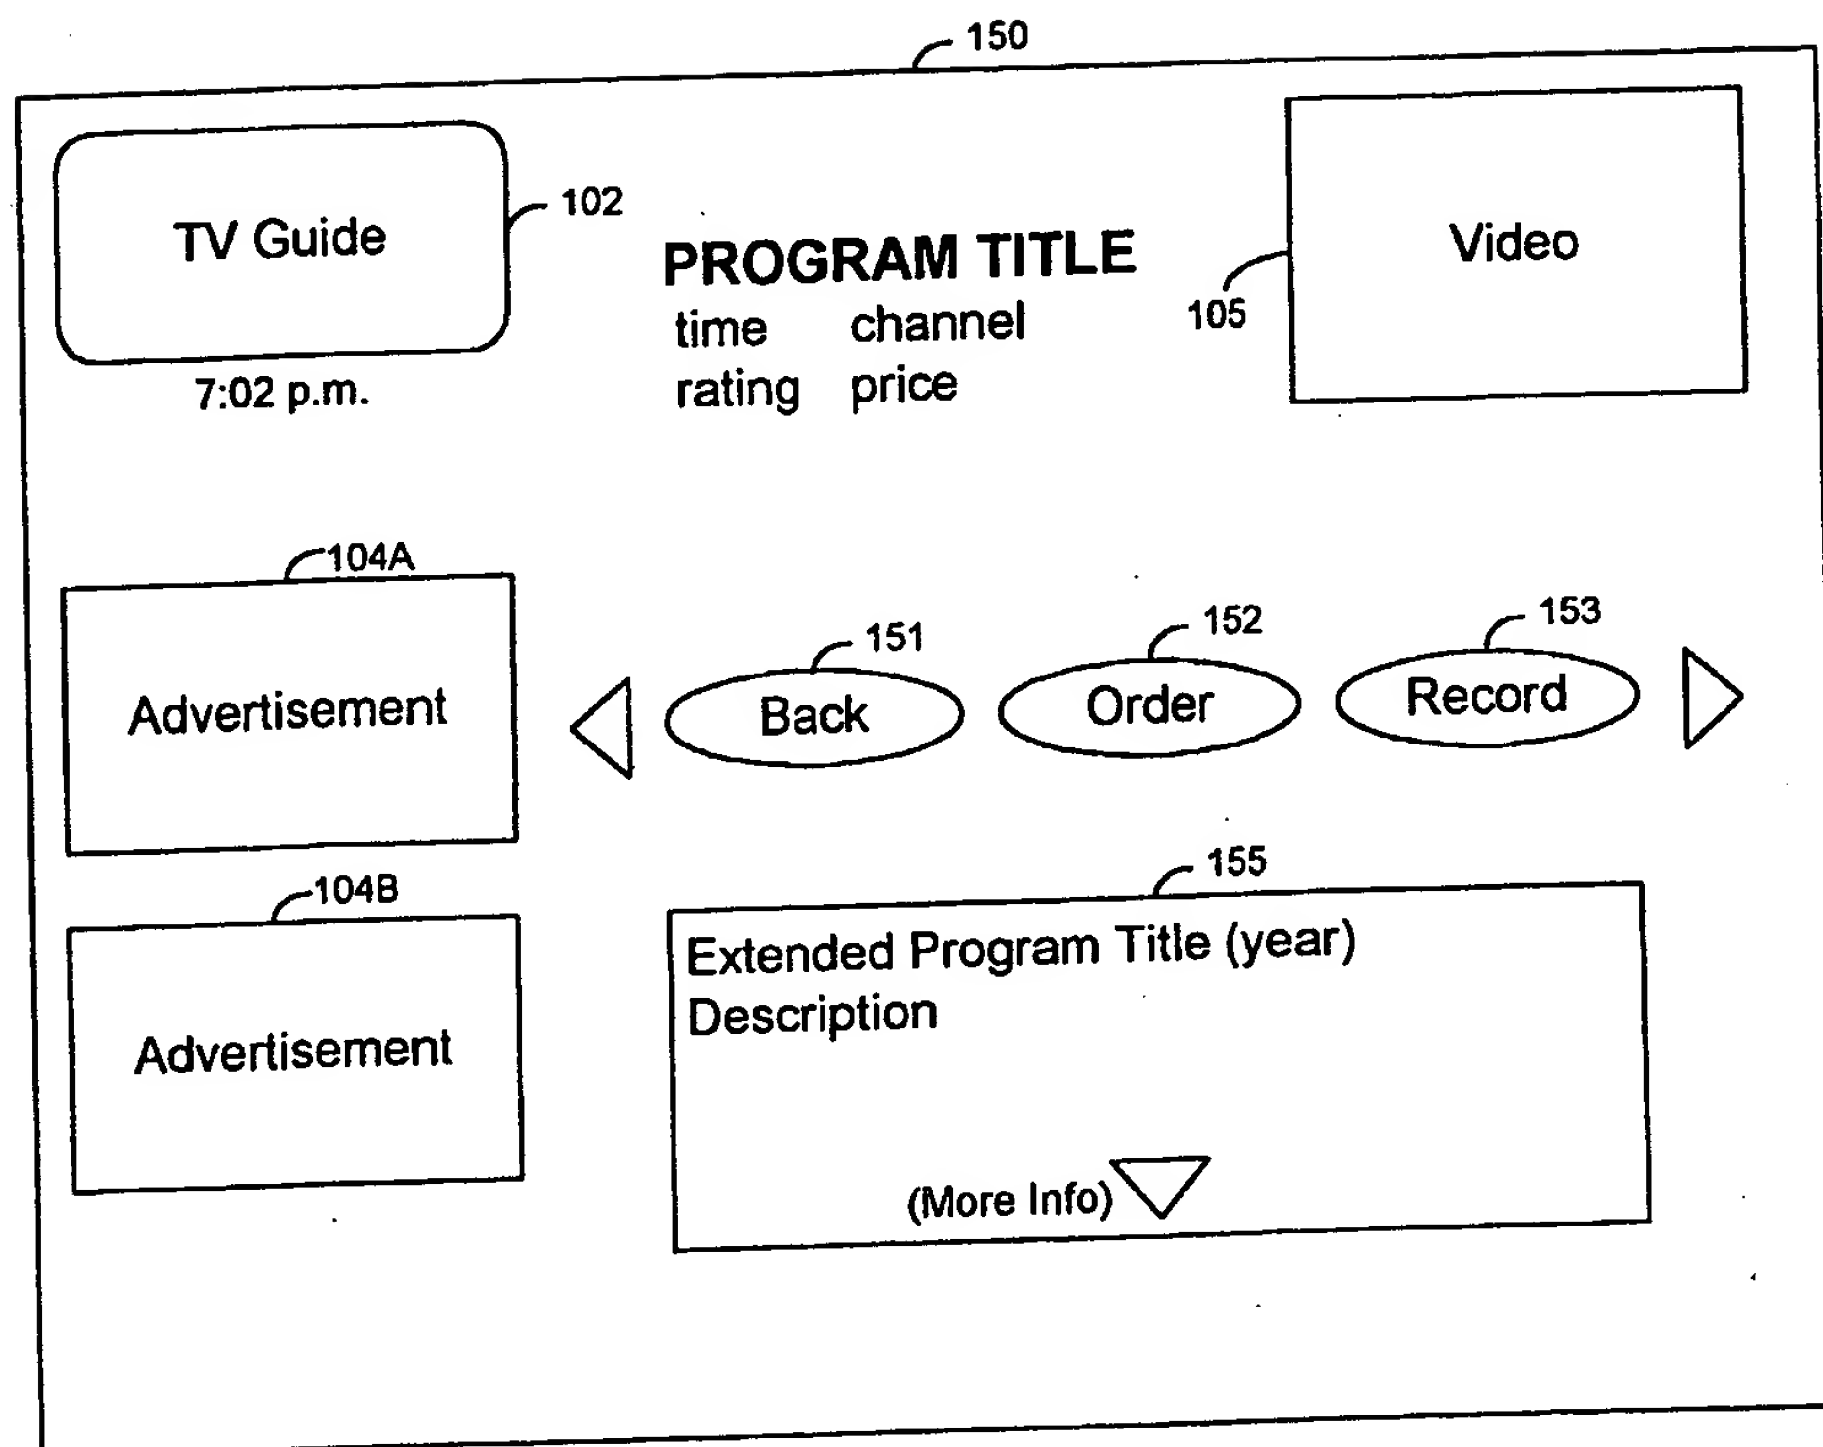 150
TV Guide
102
7:02 p.m.
PROGRAM TITLE
time channel
rating price
Video
105
104A
Advertisement
151
Back
152
Order
153
Record
104B
Advertisement
155
Extended Program Title (year)
Description
(More Info)